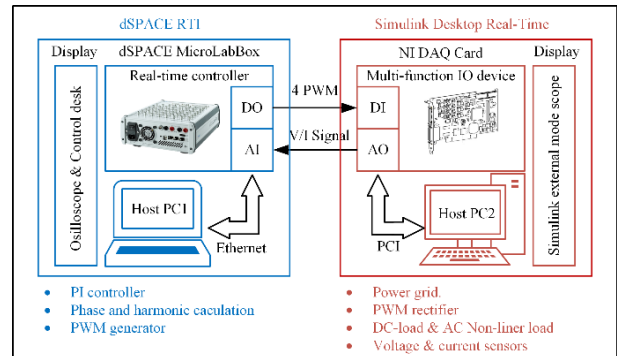 dSPACE RTI
Simulink Desktop Real-Time
Display
dSPACE MicroLabBox
Real-time controller
DO
AI
Osilloscope & Control desk
Host PC1
Ethernet
4 PWM
V/I Signal
NI DAQ Card
Display
Multi-function IO device
DI
AO
Simulink external mode scope
Host PC2
PCI
• PI controller
• Phase and harmonic caculation
• PWM generator
• Power grid.
• PWM rectifier
• DC-load & AC Non-liner load
• Voltage & current sensors